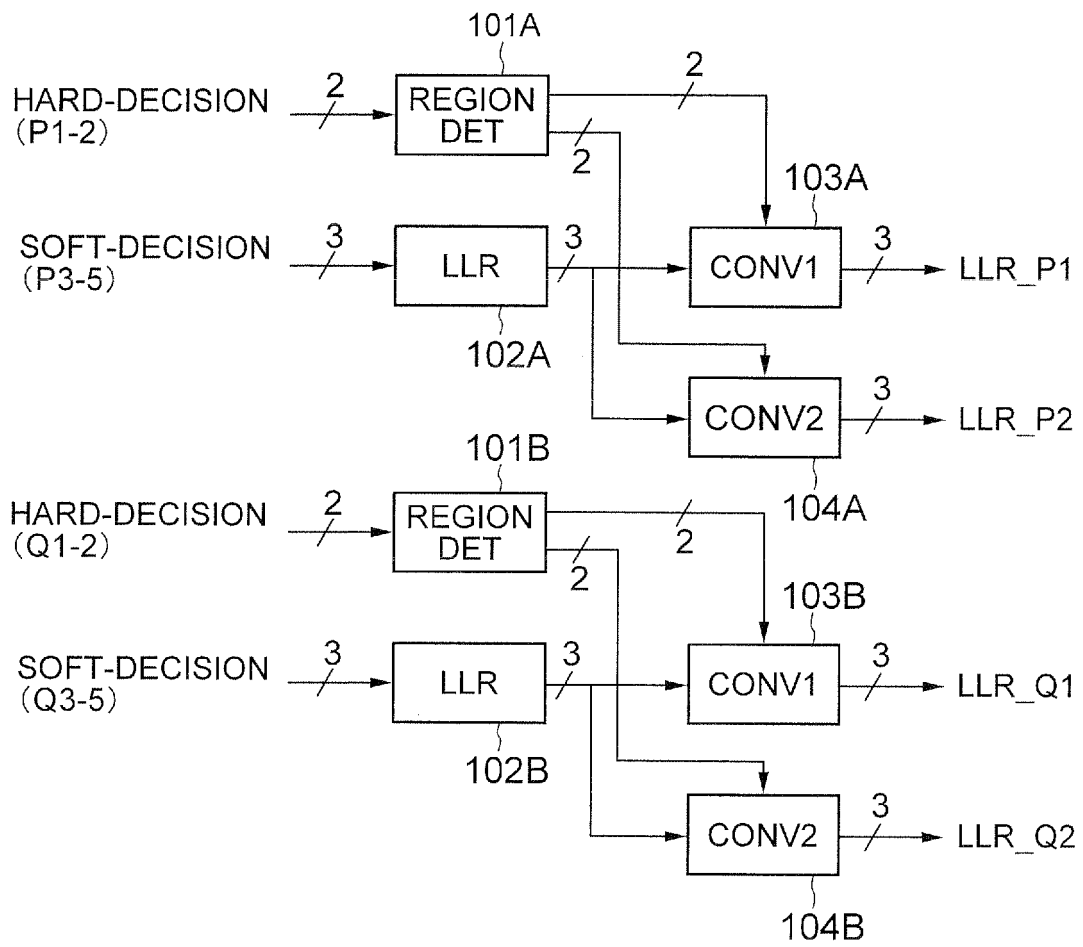 101A
HARD-DECISION
(P1-2)
2
REGION
DET
2
2
103A
SOFT-DECISION
(P3-5)
3
LLR
3
CONV1
3
LLR_P1
102A
CONV2
3
LLR_P2
101B
104A
HARD-DECISION
(Q1-2)
2
REGION
DET
2
2
103B
SOFT-DECISION
(Q3-5)
3
LLR
3
CONV1
3
LLR_Q1
102B
CONV2
3
LLR_Q2
104B